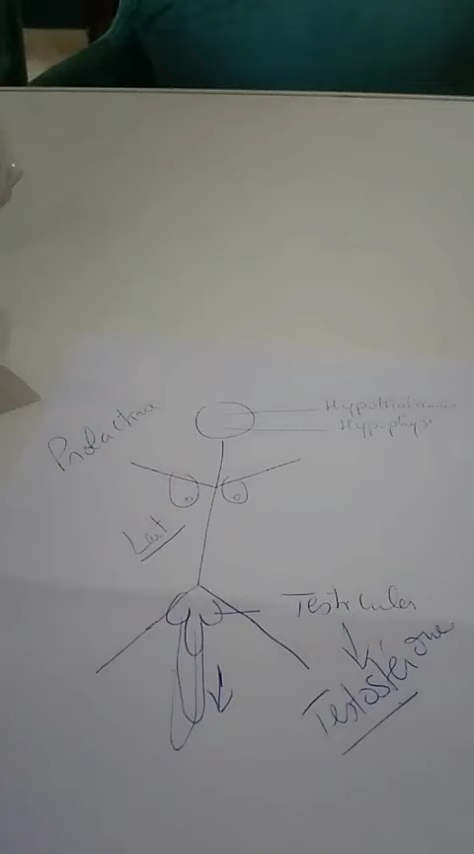 Prolactine
Hypothalamus
Hypophyse
Lait
Testicules
Testostérone